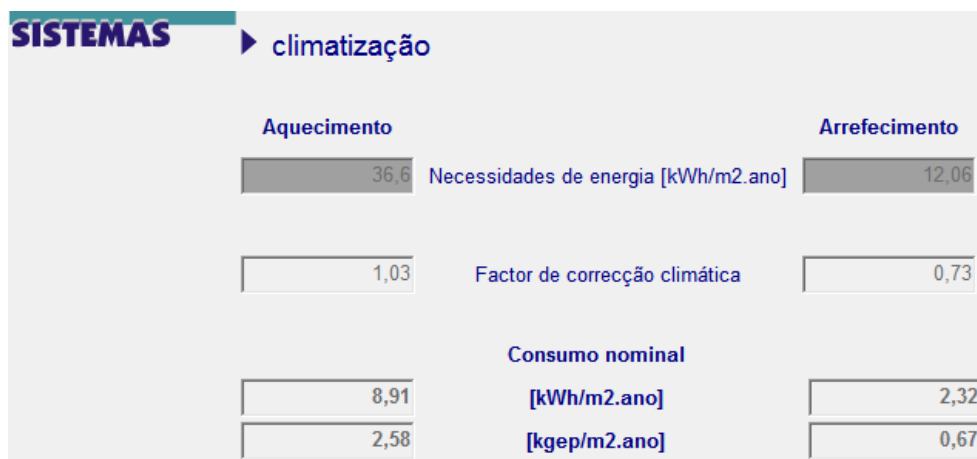 SISTEMAS
climatização
Aquecimento Arrefecimento
36,6 Necessidades de energia [kWh/m2.ano] 12,06
1,03 Factor de correcção climática 0,73
Consumo nominal
8,91 [kWh/m2.ano] 2,32
2,58 [kgep/m2.ano] 0,67